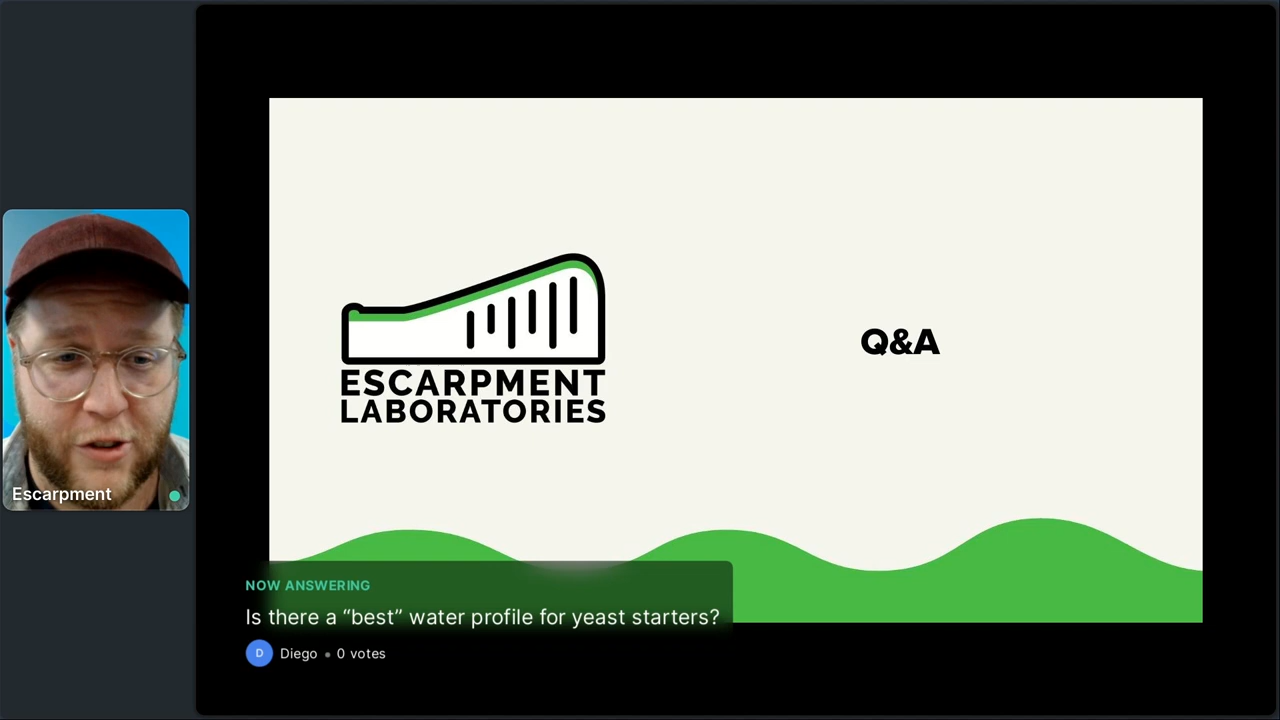 Escarpment
ESCARPMENT
LABORATORIES
Q&A
NOW ANSWERING
Is there a “best” water profile for yeast starters?
D
Diego • 0 votes